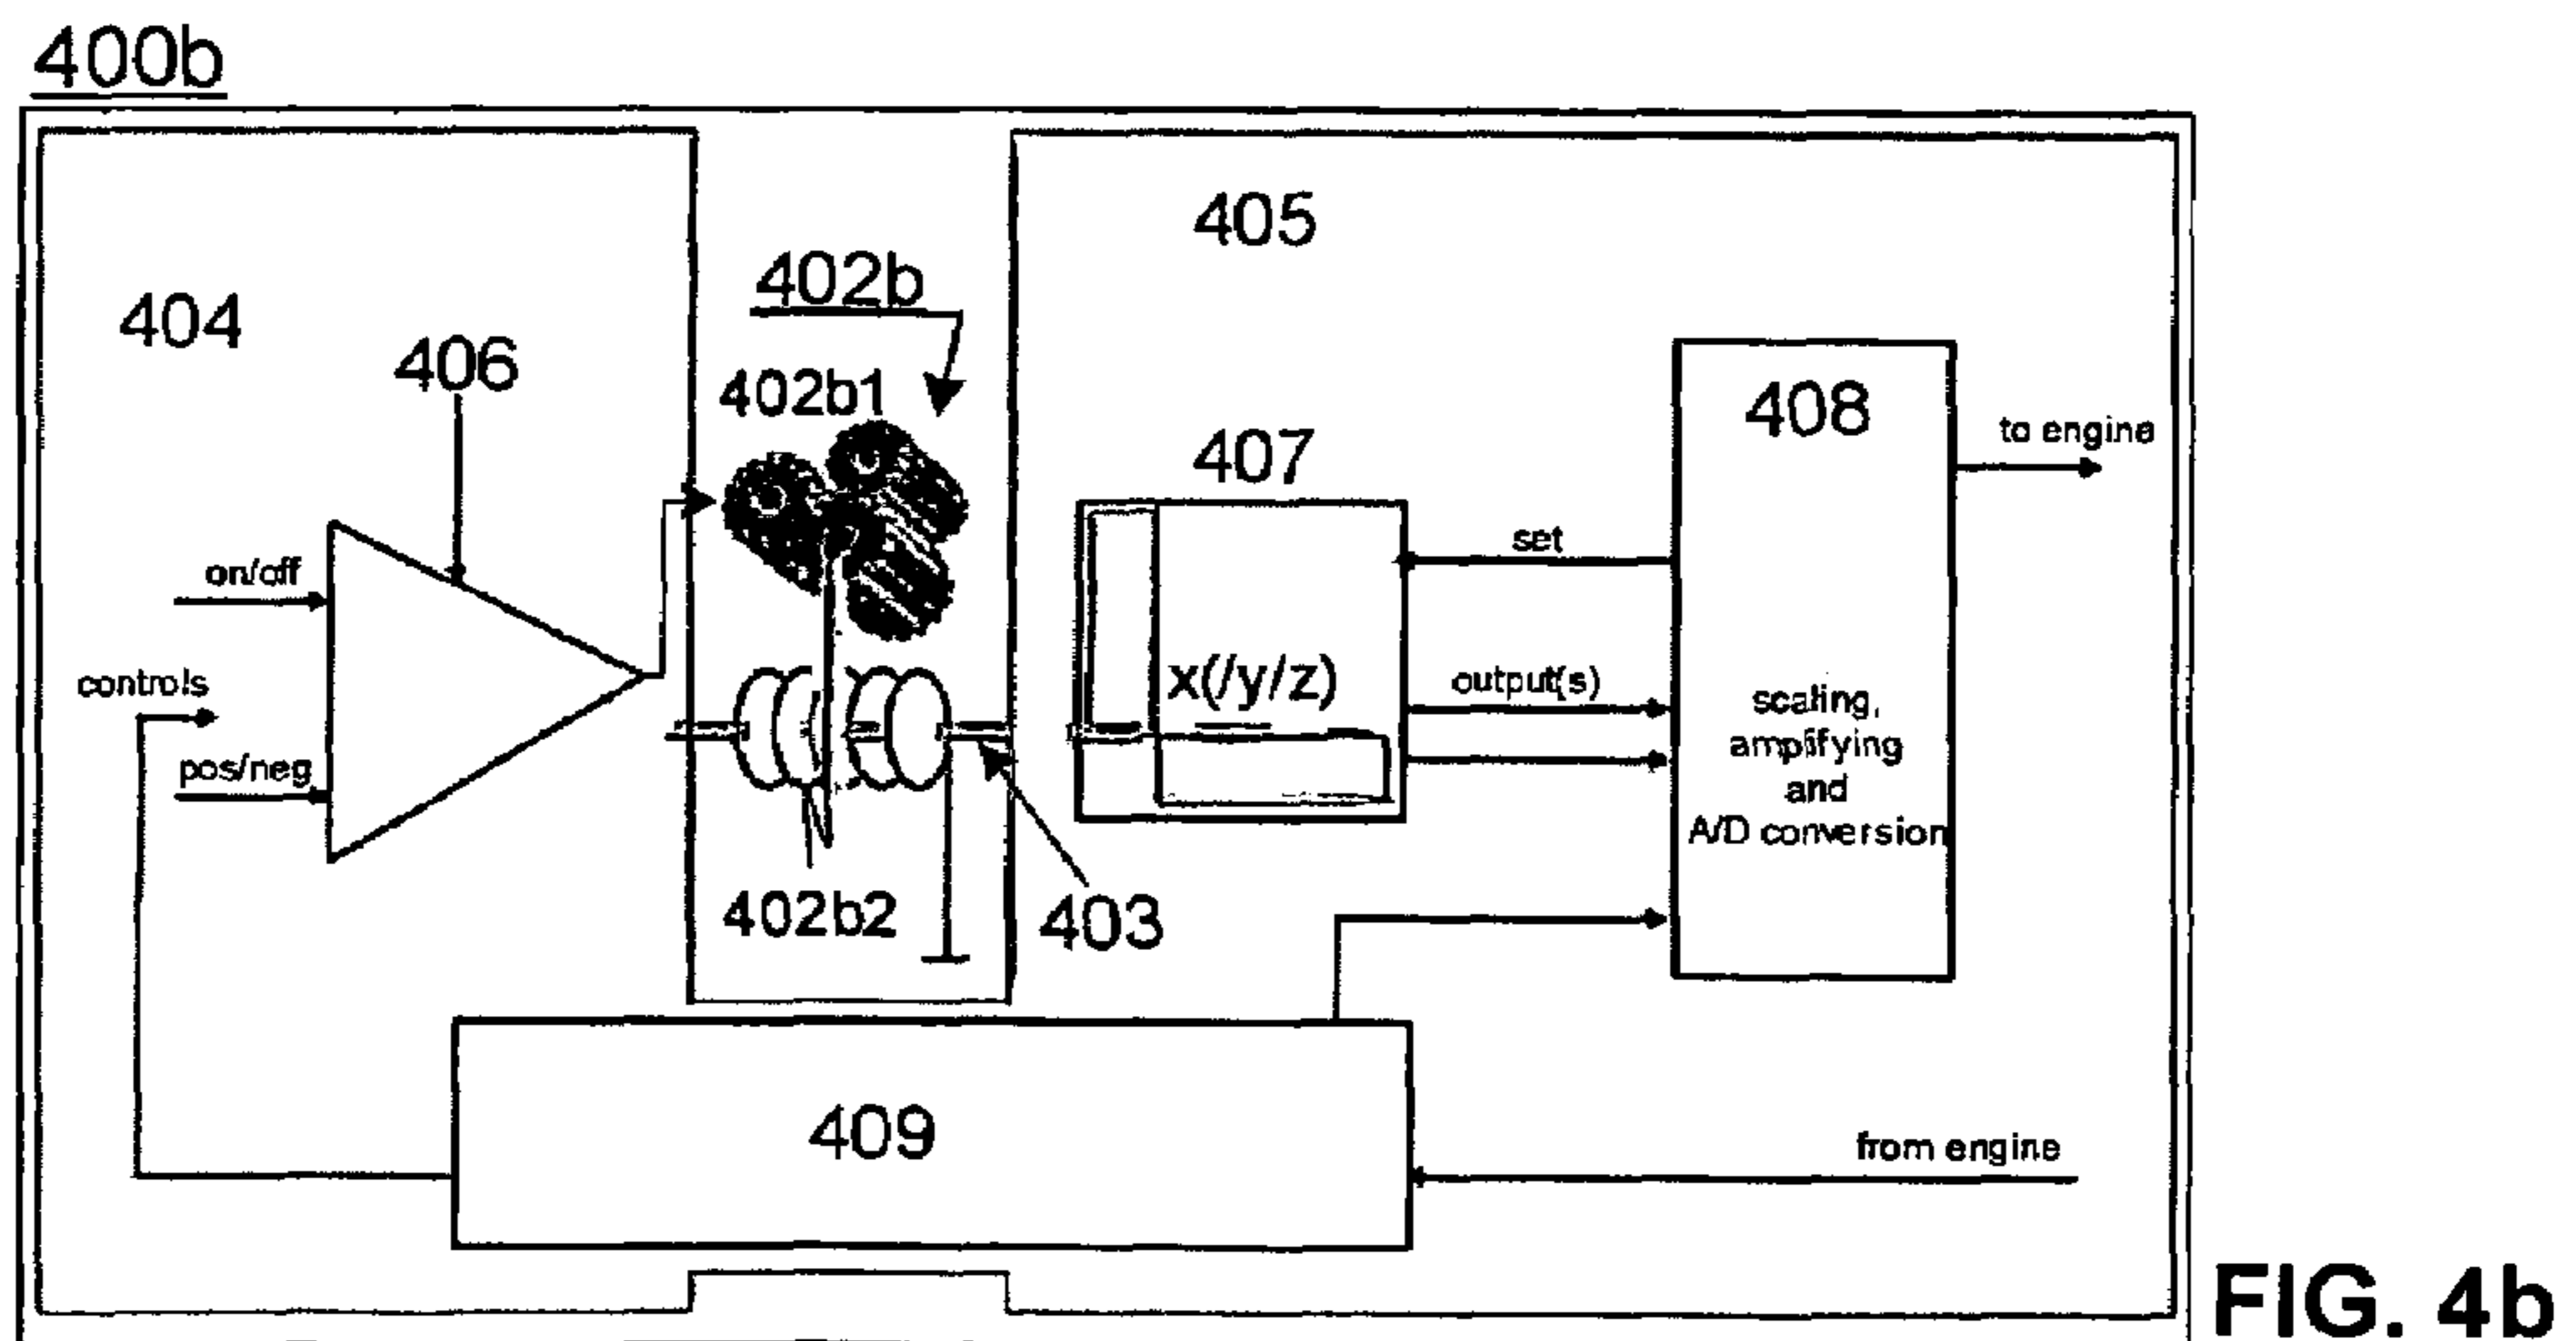 400b
404
406
on/off
controls
pos/neg
402b
402b1
402b2
403
405
407
x(/y/z)
set
output(s)
408
scaling,
amplifying
and
A/D conversion
to engine
409
from engine
FIG. 4b